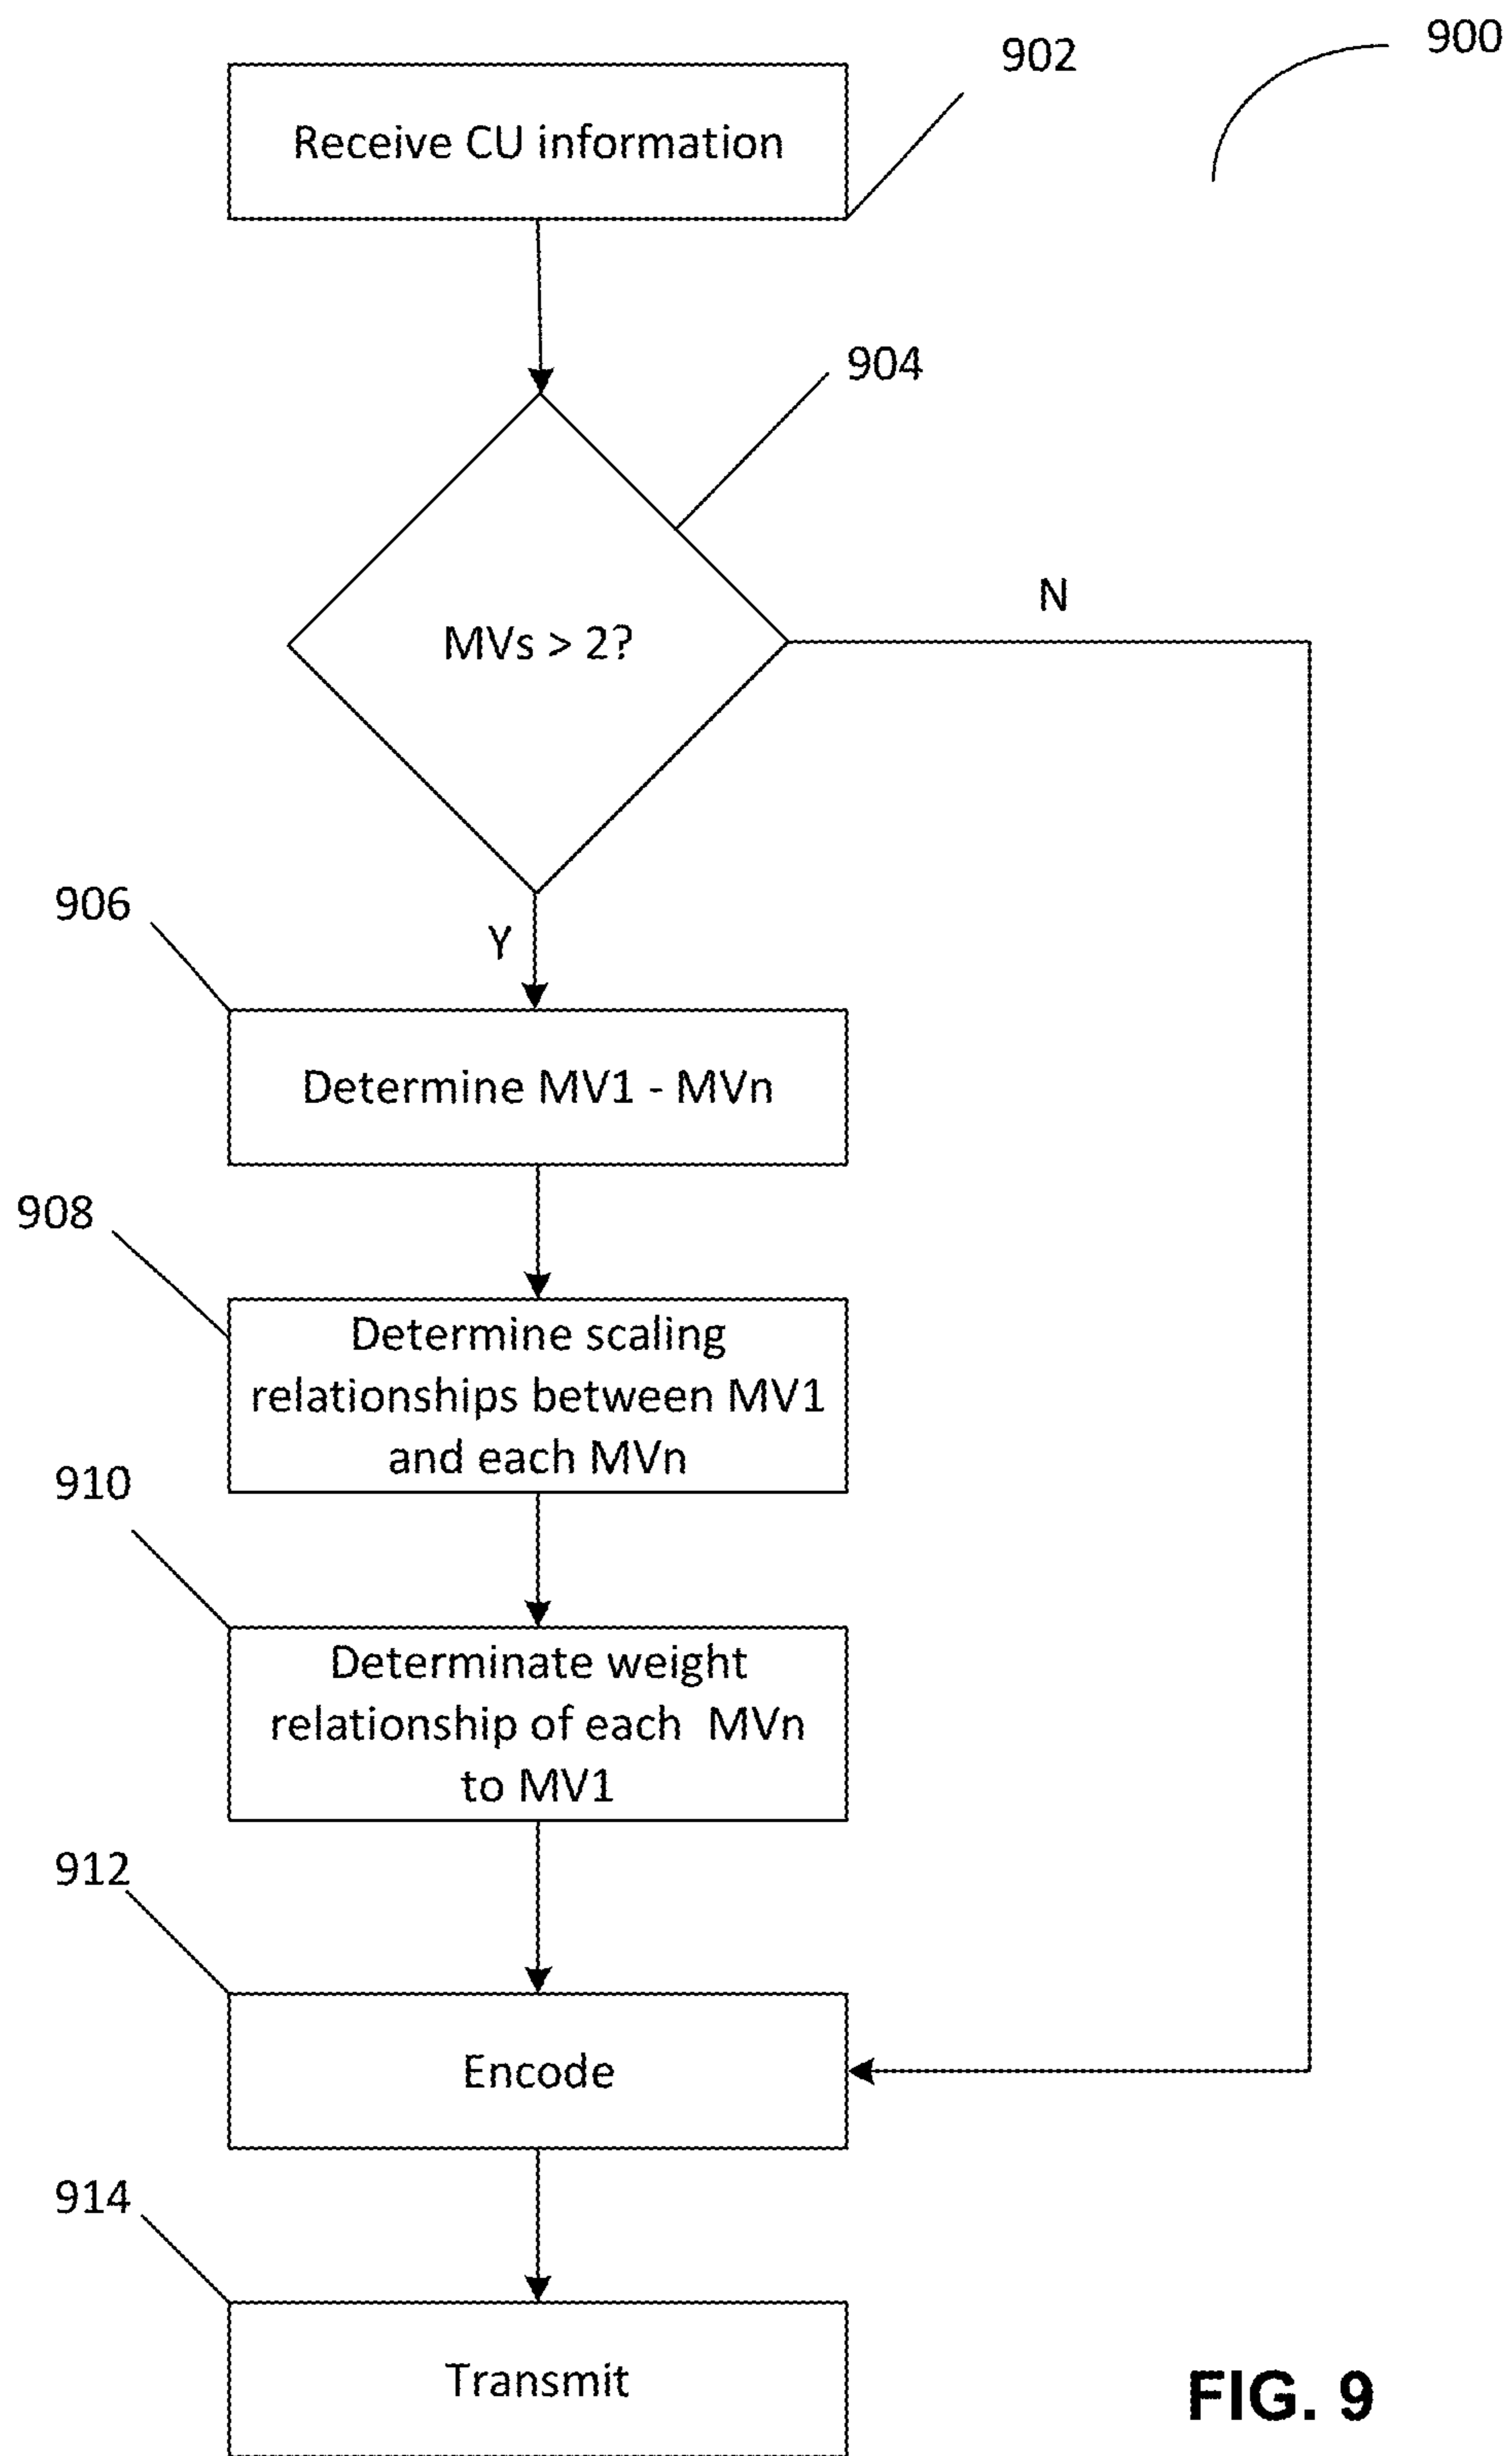 900
902
Receive CU information
904
MVs > 2?
N
Y
906
Determine MV1 - MVn
908
Determine scaling
relationships between MV1
and each MVn
910
Determinate weight
relationship of each MVn
to MV1
912
Encode
914
Transmit
FIG. 9